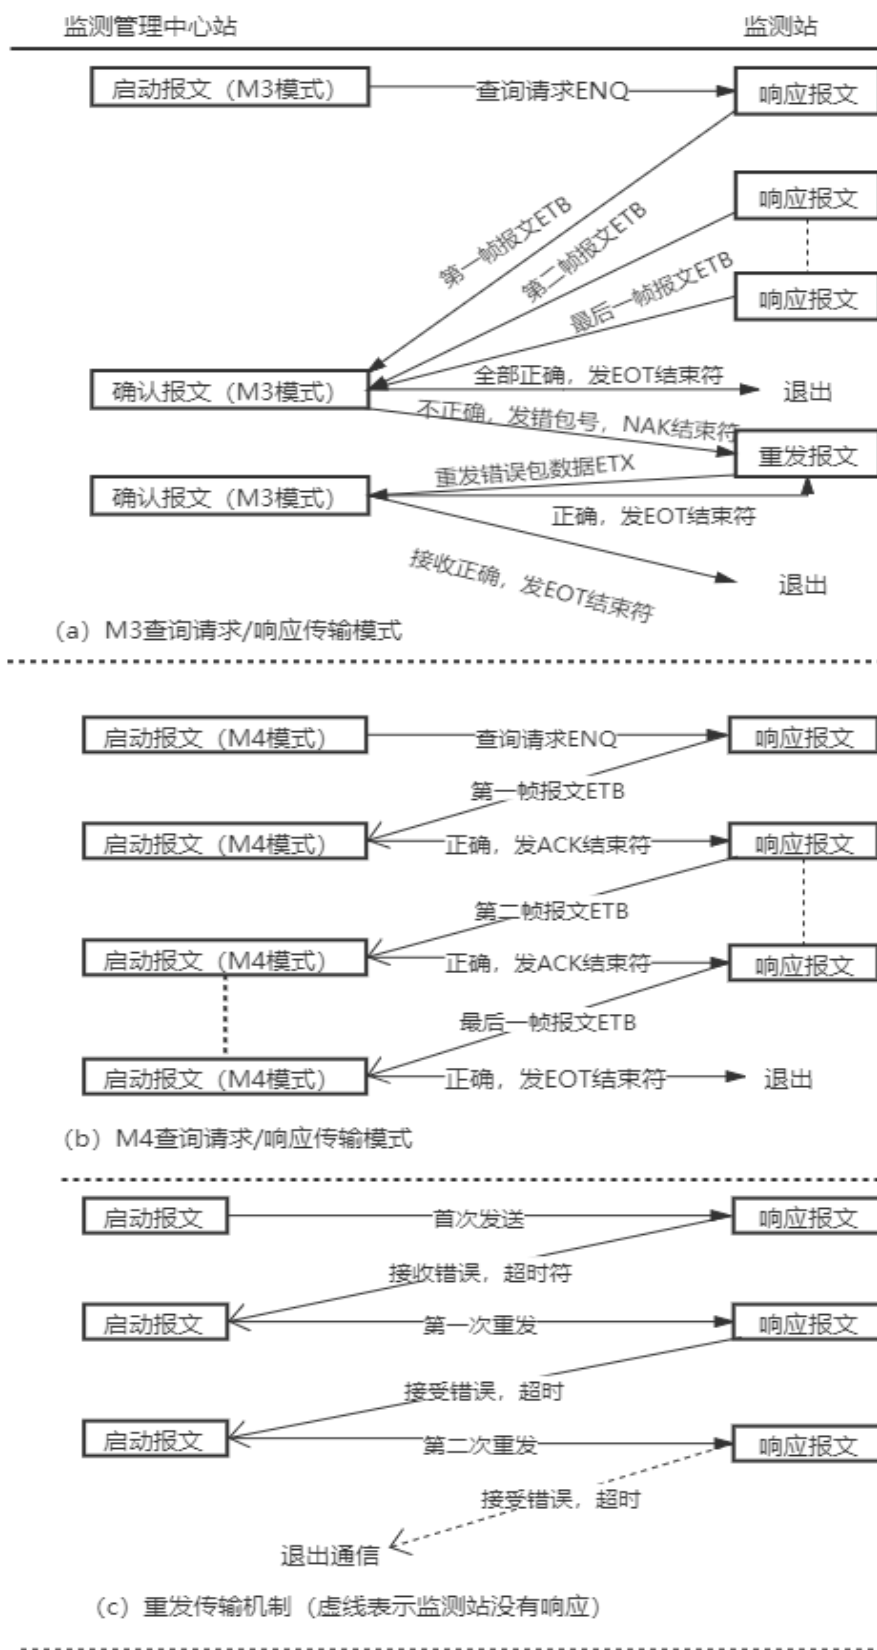 监测管理中心站 监测站
启动报文（M3模式） 查询请求ENQ 响应报文
响应报文
第一帧报文ETB
第二帧报文ETB
最后一帧报文ETB
响应报文
确认报文（M3模式） 全部正确，发EOT结束符 退出
不正确，发错包号，NAK结束符
重发报文
重发错误包数据ETX
确认报文（M3模式）
正确，发EOT结束符
接收正确，发EOT结束符
退出
（a）M3查询请求/响应传输模式
启动报文（M4模式） 查询请求ENQ 响应报文
第一帧报文ETB
启动报文（M4模式） 正确，发ACK结束符 响应报文
第二帧报文ETB
启动报文（M4模式） 正确，发ACK结束符 响应报文
最后一帧报文ETB
启动报文（M4模式） 正确，发EOT结束符 退出
（b）M4查询请求/响应传输模式
启动报文 首次发送 响应报文
接收错误，超时符
启动报文 第一次重发 响应报文
接受错误，超时
启动报文 第二次重发 响应报文
接受错误，超时
退出通信
（c）重发传输机制（虚线表示监测站没有响应）